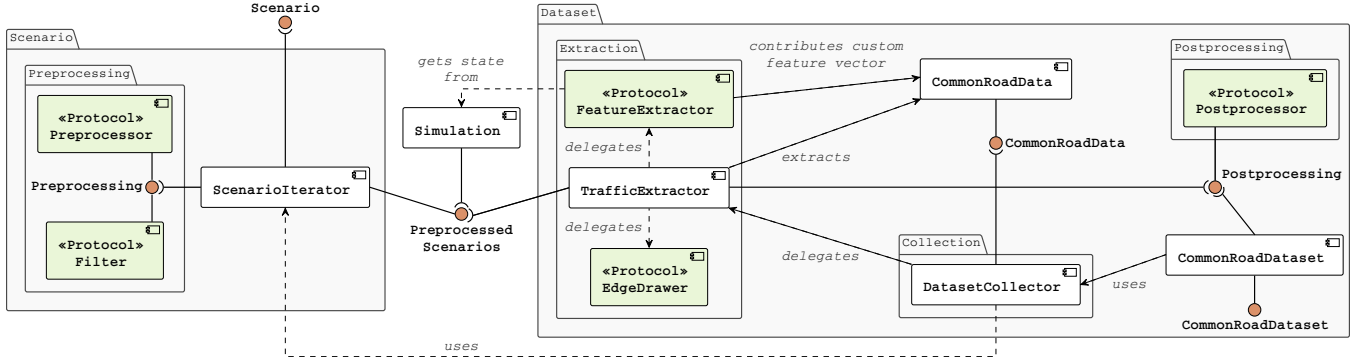 Scenario
Dataset
Scenario
Extraction
Postprocessing
gets state
from
contributes custom
feature vector
Preprocessing
«Protocol»
FeatureExtractor
CommonRoadData
«Protocol»
Postprocessor
«Protocol»
Preprocessor
Simulation
delegates
extracts
CommonRoadData
Preprocessing
ScenarioIterator
TrafficExtractor
Postprocessing
Preprocessed
Scenarios
delegates
«Protocol»
Filter
«Protocol»
EdgeDrawer
delegates
Collection
DatasetCollector
uses
CommonRoadDataset
CommonRoadDataset
uses